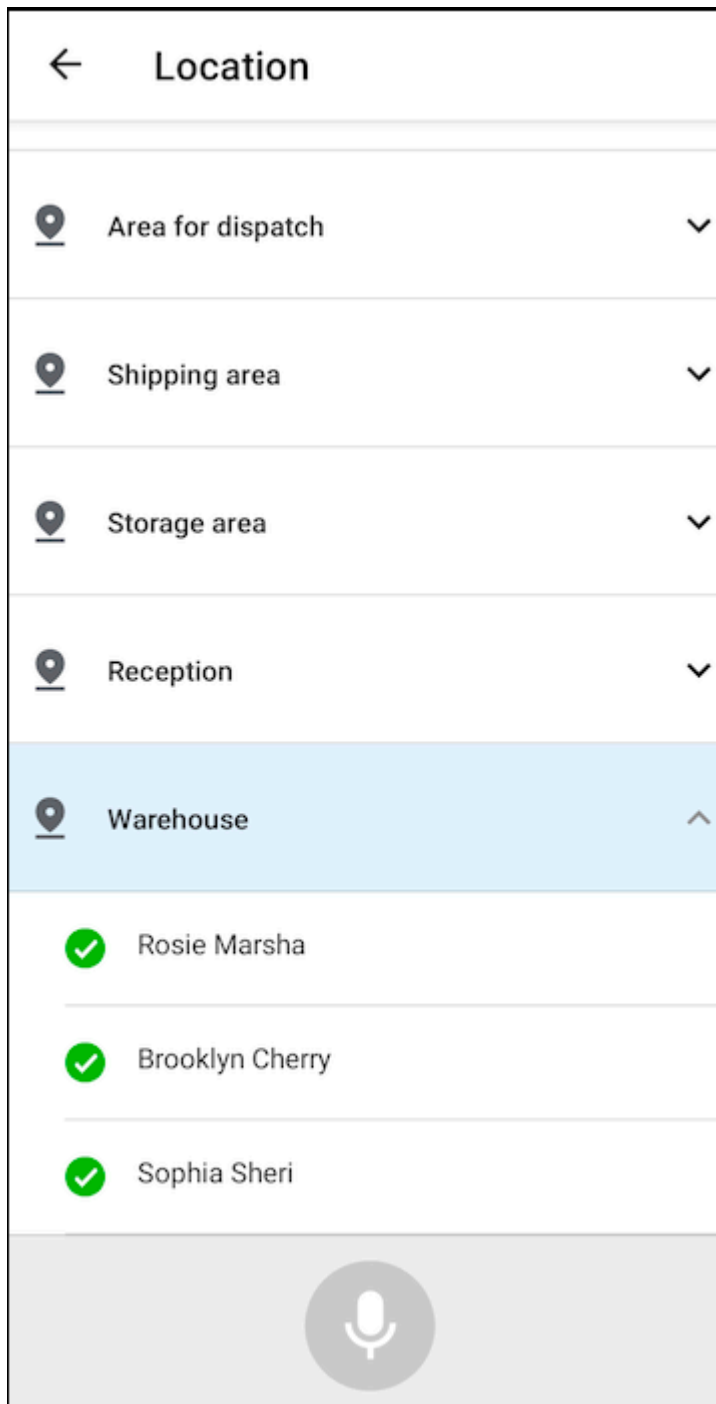 Location
Area for dispatch
Shipping area
Storage area
Reception
Warehouse
Rosie Marsha
Brooklyn Cherry
Sophia Sheri